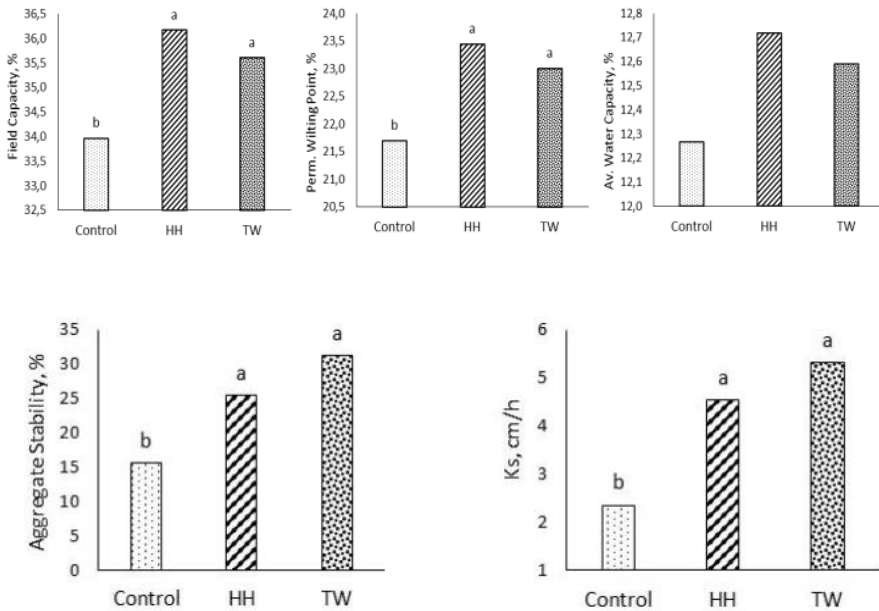 Field Capacity, %
36,5
36,0
35,5
35,0
34,5
34,0
33,5
33,0
32,5
b
a
a
Control HH TW
Perm. Wilting Point, %
24,0
23,5
23,0
22,5
22,0
21,5
21,0
20,5
b
a
a
Control HH TW
Av. Water Capacity, %
12,8
12,7
12,6
12,5
12,4
12,3
12,2
12,1
12,0
Control HH TW
Aggregate Stability, %
35
30
25
20
15
10
5
0
b
a
a
Control HH TW
Ks, cm/h
6
5
4
3
2
1
b
a
a
Control HH TW